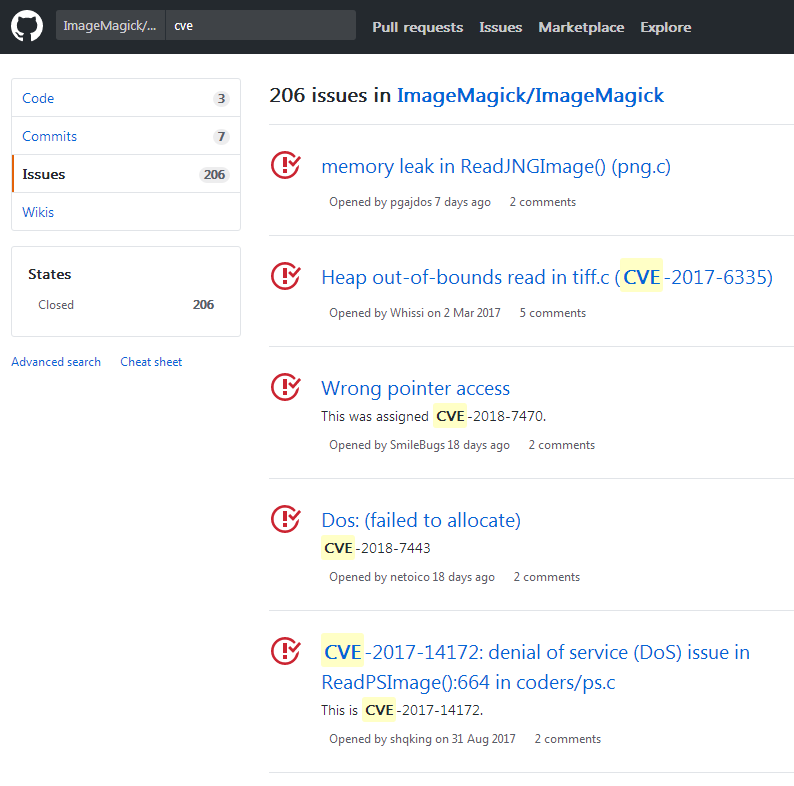 ImageMagick/... cve Pull requests Issues Marketplace Explore
Code 3
Commits 7
Issues 206
Wikis
States
Closed 206
Advanced search Cheat sheet
206 issues in ImageMagick/ImageMagick
memory leak in ReadJNGImage() (png.c)
Opened by pgajdos 7 days ago 2 comments
Heap out-of-bounds read in tiff.c (CVE-2017-6335)
Opened by Whissi on 2 Mar 2017 5 comments
Wrong pointer access
This was assigned CVE-2018-7470.
Opened by SmileBugs 18 days ago 2 comments
Dos: (failed to allocate)
CVE-2018-7443
Opened by netoico 18 days ago 2 comments
CVE-2017-14172: denial of service (DoS) issue in
ReadPSImage():664 in coders/ps.c
This is CVE-2017-14172.
Opened by shqking on 31 Aug 2017 2 comments